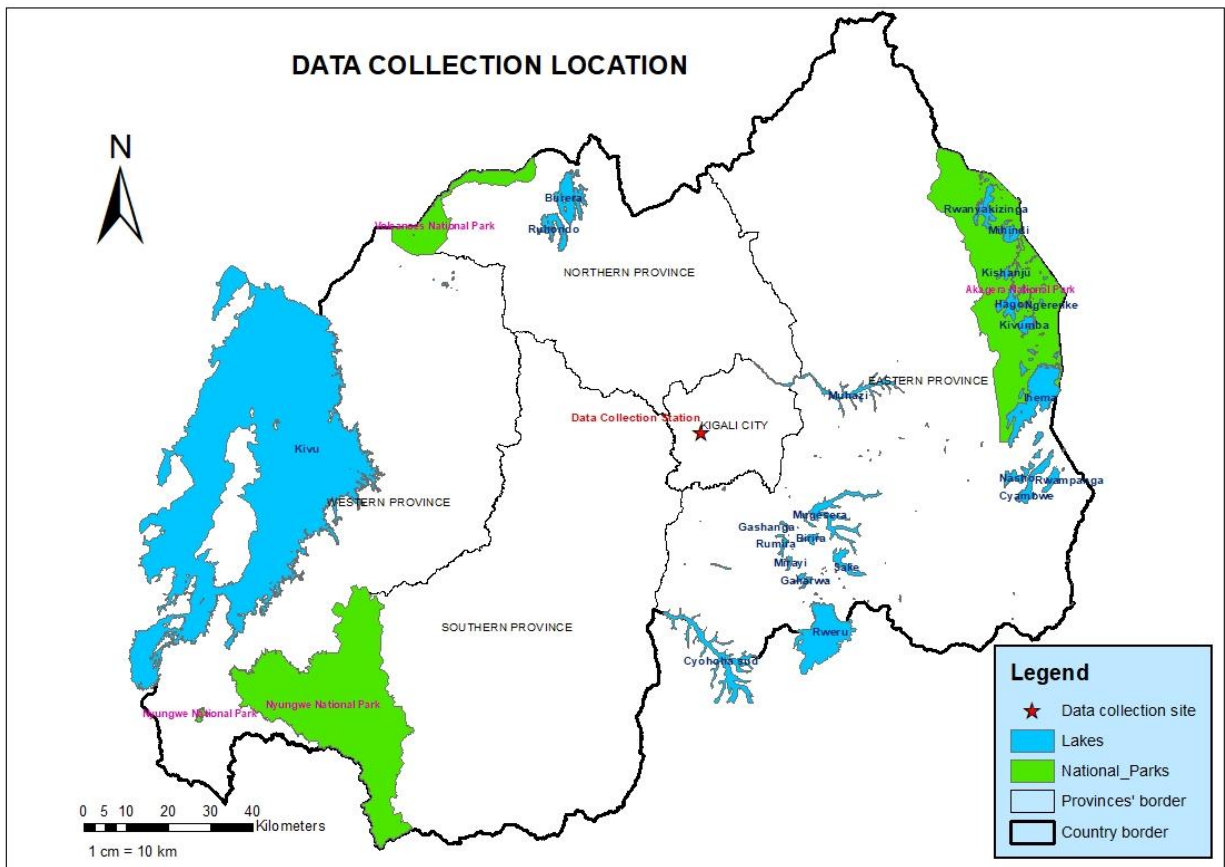 DATA COLLECTION LOCATION
N
Burera
Ruhondo
Volcanoes National Park
NORTHERN PROVINCE
Rwanyakizinga
Mihindi
Kishanju
Akagera National Park
Hago
Ngerenke
Kivumba
EASTERN PROVINCE
Muhazi
Ihema
Data Collection Station
KIGALI CITY
Kivu
WESTERN PROVINCE
Nasho
Rwampanga
Cyambwe
Mugesera
Gashanga
Birira
Rumira
Mirayi
Sake
Gaharwa
SOUTHERN PROVINCE
Rweru
Cyohoha sud
Nyungwe National Park
Nyungwe National Park
Legend
Data collection site
Lakes
National_Parks
Provinces' border
Country border
0 5 10 20 30 40
Kilometers
1 cm = 10 km